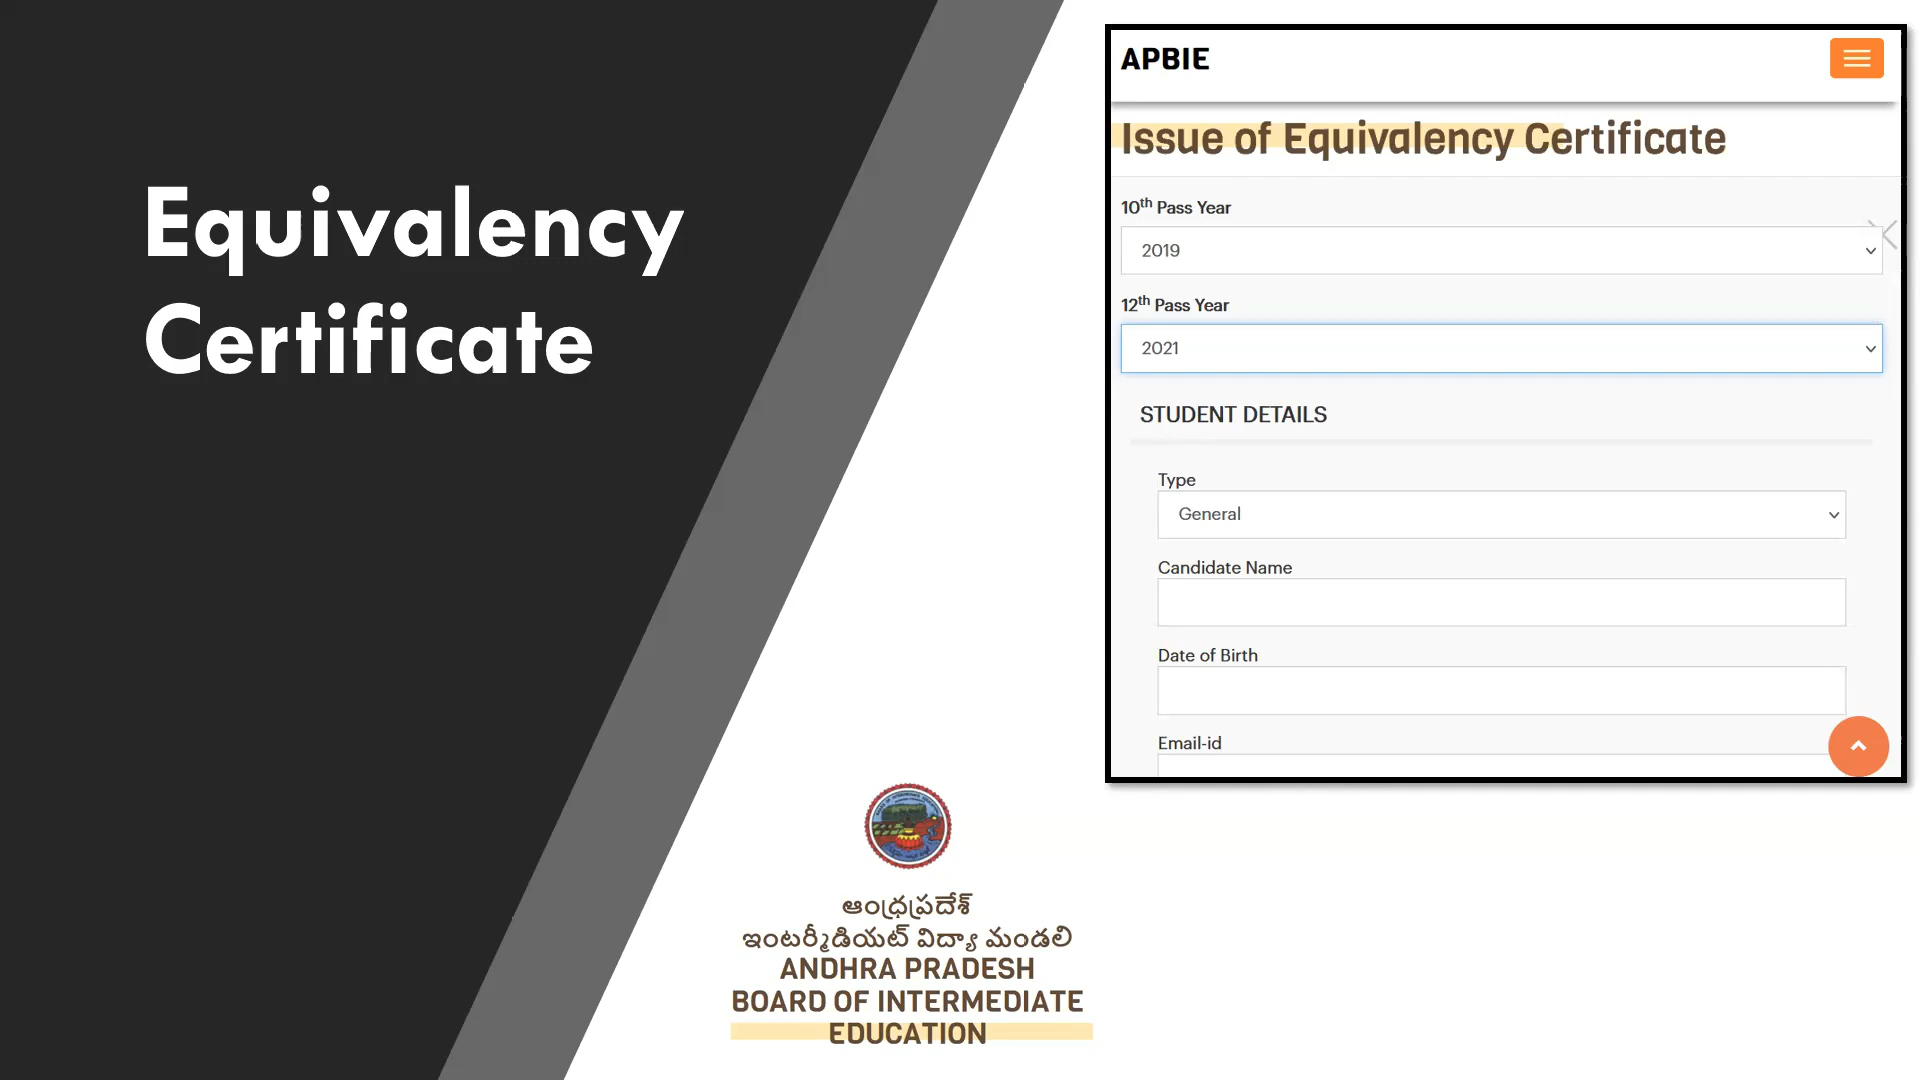 Equivalency
Certificate
APBIE
Issue of Equivalency Certificate
10th Pass Year
2019
12th Pass Year
2021
STUDENT DETAILS
Type
General
Candidate Name
Date of Birth
Email-id
ఆంధ్రప్రదేశ్
ఇంటర్మీడియట్ విద్యా మండలి
ANDHRA PRADESH
BOARD OF INTERMEDIATE
EDUCATION